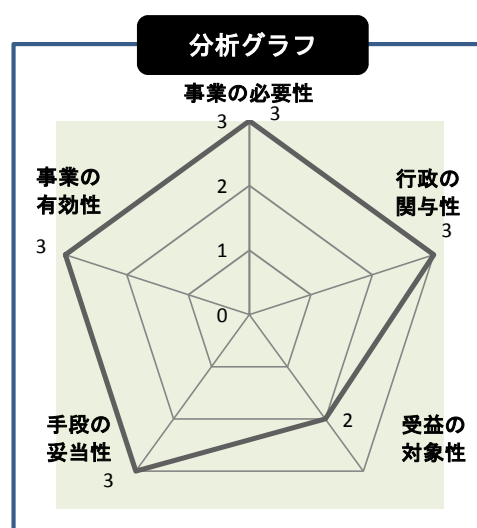 分析グラフ
事業の必要性
3
3
2
1
0
行政の
関与性
3
受益の
対象性
2
手段の
妥当性
3
事業の
有効性
3